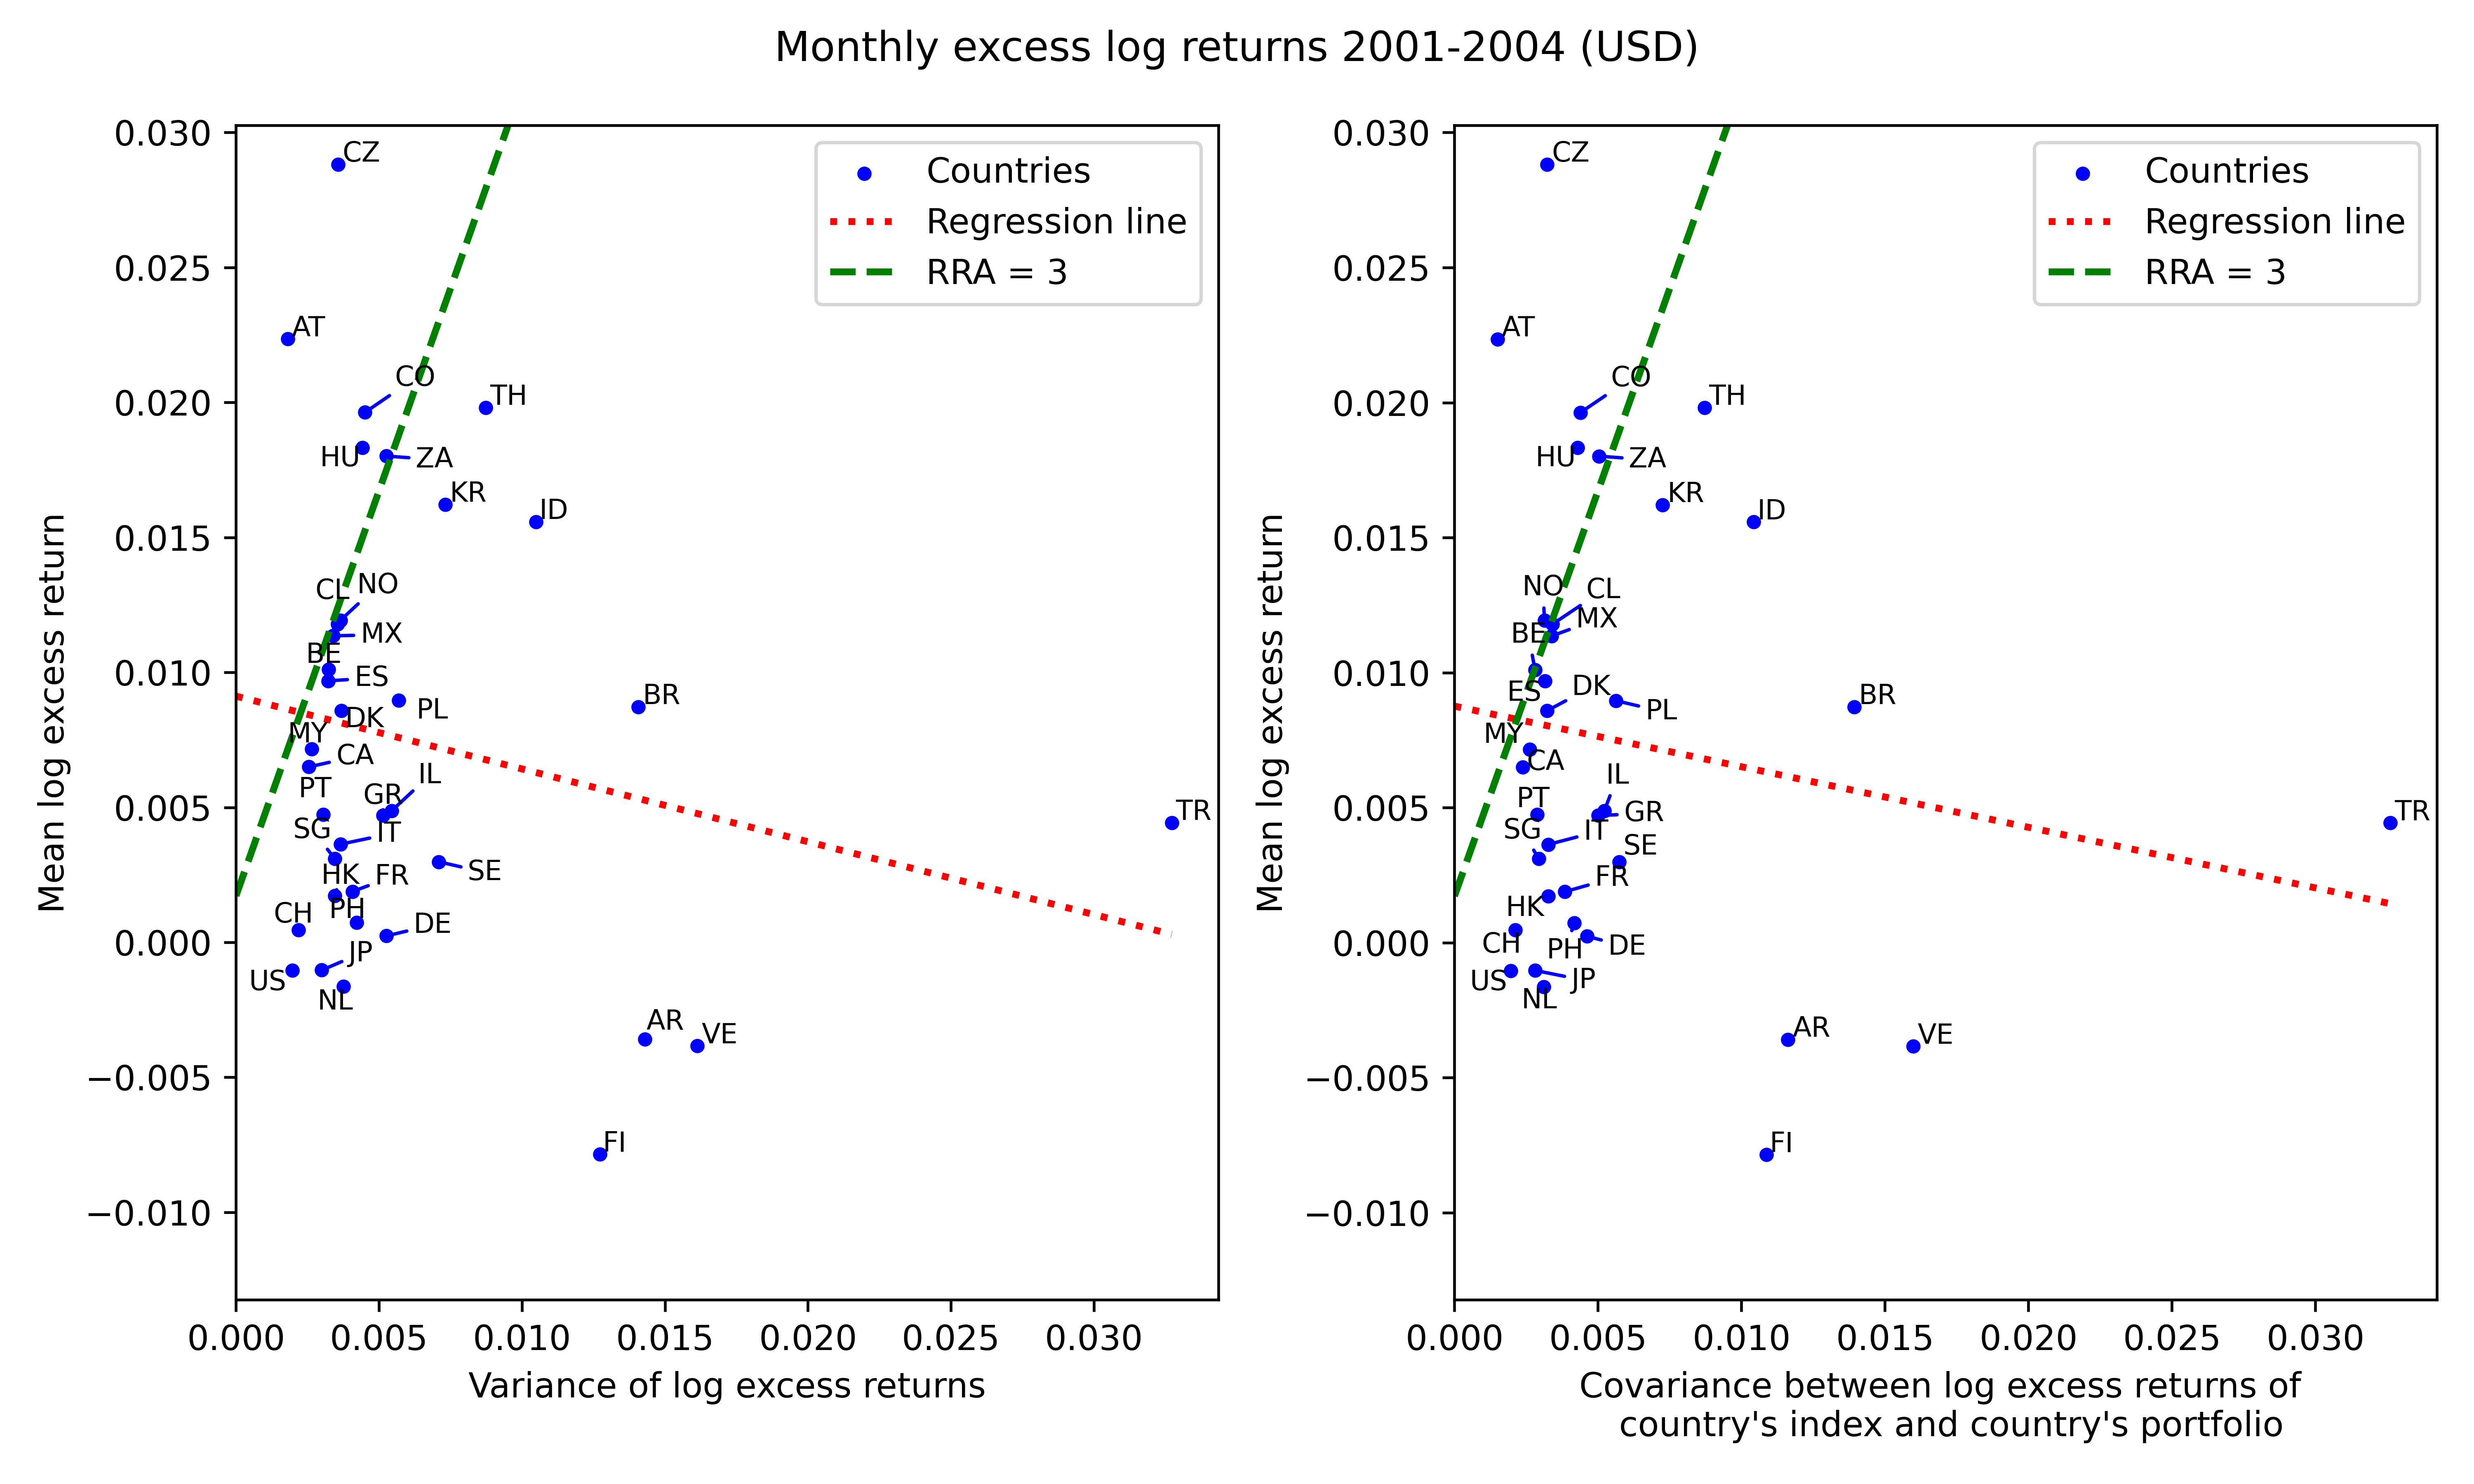 Monthly excess log returns 2001-2004 (USD)
Mean log excess return
0.030
0.025
0.020
0.015
0.010
0.005
0.000
−0.005
−0.010
Countries
Regression line
RRA = 3
CZ
AT
CO
TH
HU
ZA
KR
ID
CL
NO
MX
BE
ES
PL
BR
DK
MY
CA
PT
GR
IL
TR
SG
IT
HK
FR
SE
CH
PH
DE
JP
US
NL
AR
VE
FI
0.000 0.005 0.010 0.015 0.020 0.025 0.030
Variance of log excess returns
Mean log excess return
0.030
0.025
0.020
0.015
0.010
0.005
0.000
−0.005
−0.010
Countries
Regression line
RRA = 3
CZ
AT
CO
TH
HU
ZA
KR
ID
NO
CL
MX
BE
ES
DK
PL
BR
MY
CA
IL
PT
GR
TR
SG
IT
SE
FR
HK
CH
PH
DE
US
JP
NL
AR
VE
FI
0.000 0.005 0.010 0.015 0.020 0.025 0.030
Covariance between log excess returns of
country's index and country's portfolio